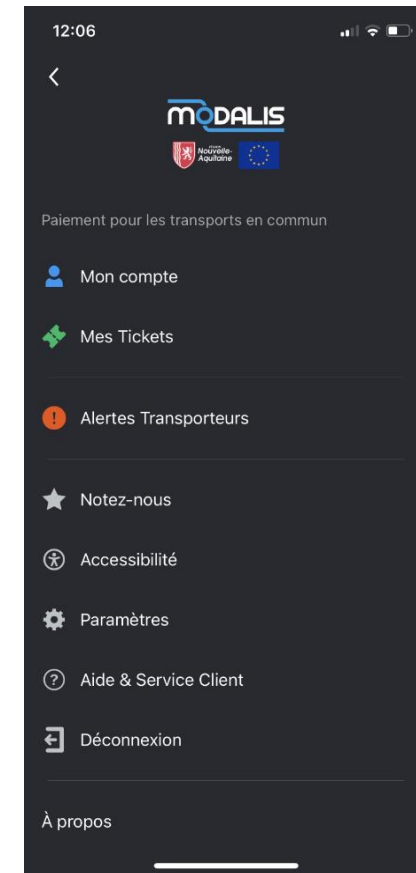 12:06
MODALIS
Nouvelle-
Aquitaine
Paiement pour les transports en commun
Mon compte
Mes Tickets
Alertes Transporteurs
Notez-nous
Accessibilité
Paramètres
Aide & Service Client
Déconnexion
À propos